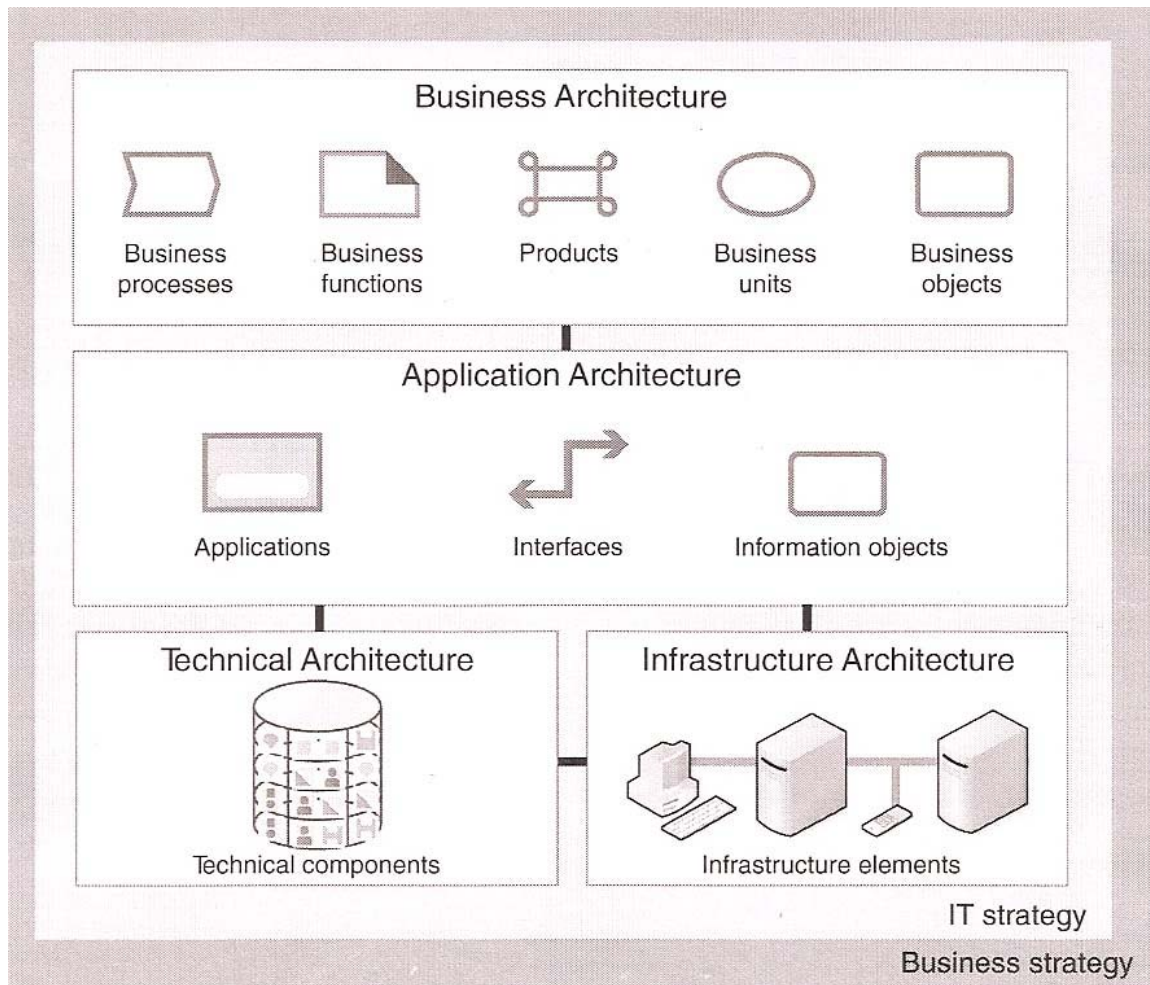 Business Architecture
Business
processes
Business
functions
Products
Business
units
Business
objects
Application Architecture
Applications
Interfaces
Information objects
Technical Architecture
Technical components
Infrastructure Architecture
Infrastructure elements
IT strategy
Business strategy